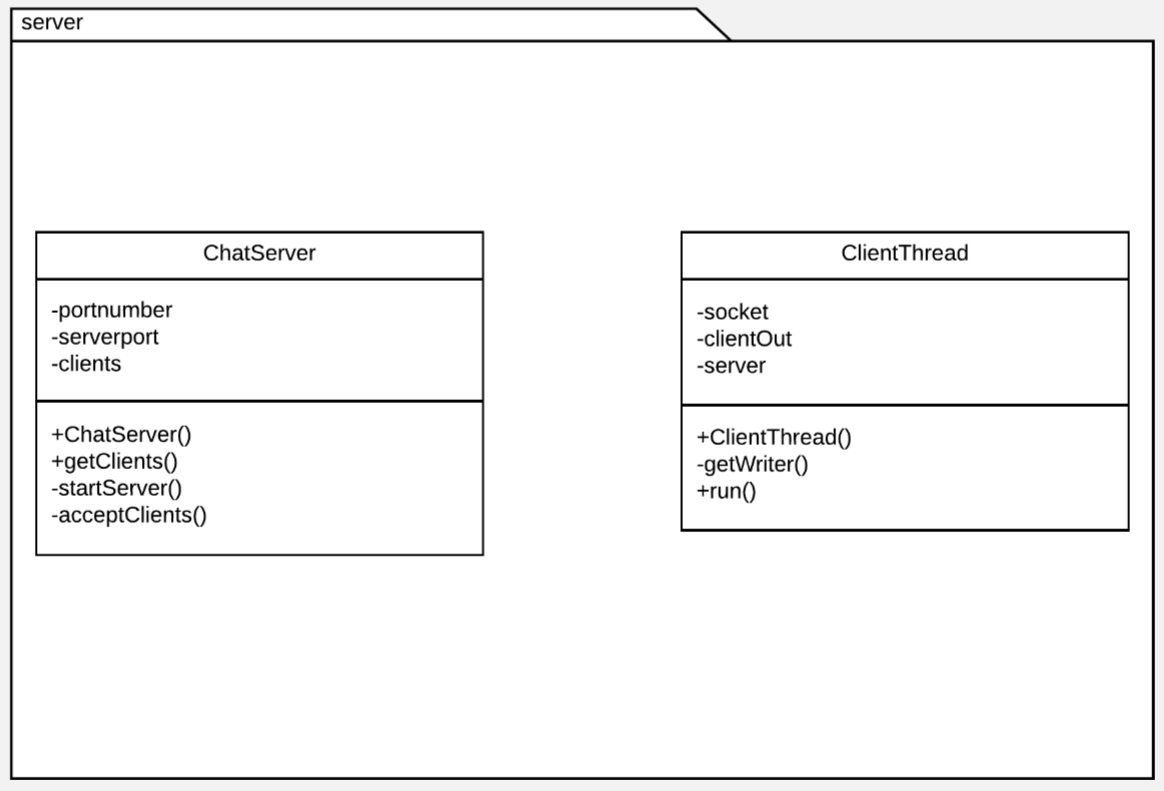 server
ChatServer
-portnumber
-serverport
-clients
+ChatServer()
+getClients()
-startServer()
-acceptClients()
ClientThread
-socket
-clientOut
-server
+ClientThread()
-getWriter()
+run()